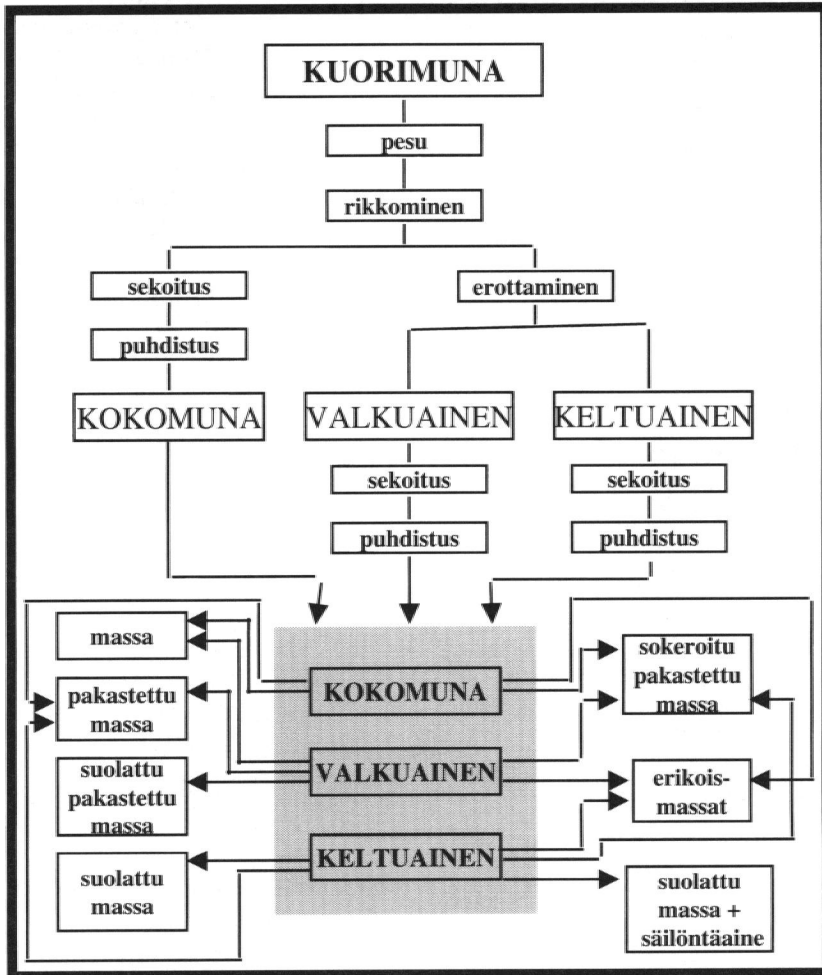 KUORIMUNA
pesu
rikkominen
sekoitus
erottaminen
puhdistus
KOKOMUNA
VALKUAINEN
KELTUAINEN
sekoitus
sekoitus
puhdistus
puhdistus
massa
pakastettu
massa
suolattu
pakastettu
massa
suolattu
massa
KOKOMUNA
VALKUAINEN
KELTUAINEN
sokeroitu
pakastettu
massa
erikois-
massat
suolattu
massa +
säilöntäaine